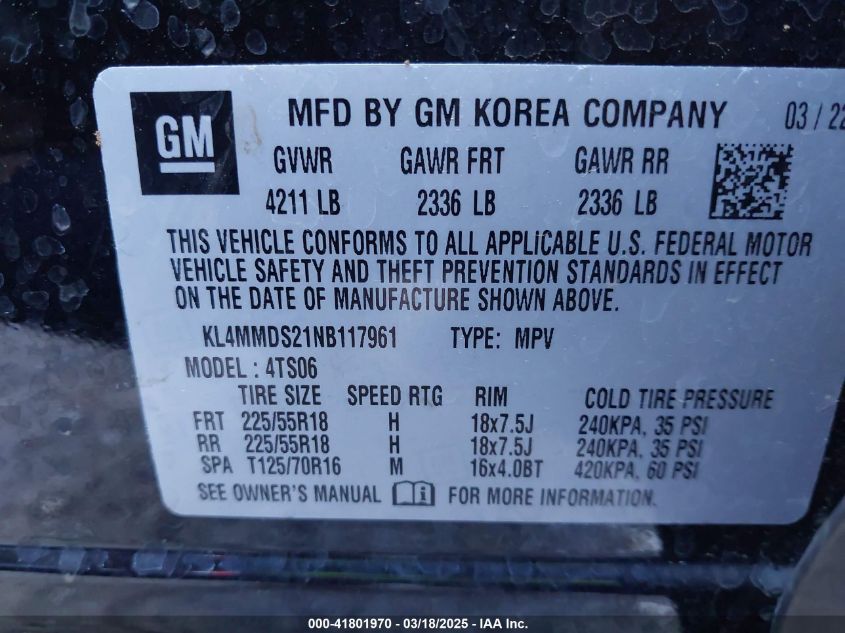 GM
MFD BY GM KOREA COMPANY 03 / 22
GVWR GAWR FRT GAWR RR
4211 LB 2336 LB 2336 LB
THIS VEHICLE CONFORMS TO ALL APPLICABLE U.S. FEDERAL MOTOR
VEHICLE SAFETY AND THEFT PREVENTION STANDARDS IN EFFECT
ON THE DATE OF MANUFACTURE SHOWN ABOVE.
KL4MMDS21NB117961 TYPE: MPV
MODEL : 4TS06
TIRE SIZE SPEED RTG RIM COLD TIRE PRESSURE
FRT 225/55R18 H 18x7.5J 240KPA, 35 PSI
RR 225/55R18 H 18x7.5J 240KPA, 35 PSI
SPA T125/70R16 M 16x4.0BT 420KPA, 60 PSI
SEE OWNER'S MANUAL FOR MORE INFORMATION.
000-41801970 - 03/18/2025 - IAA Inc.